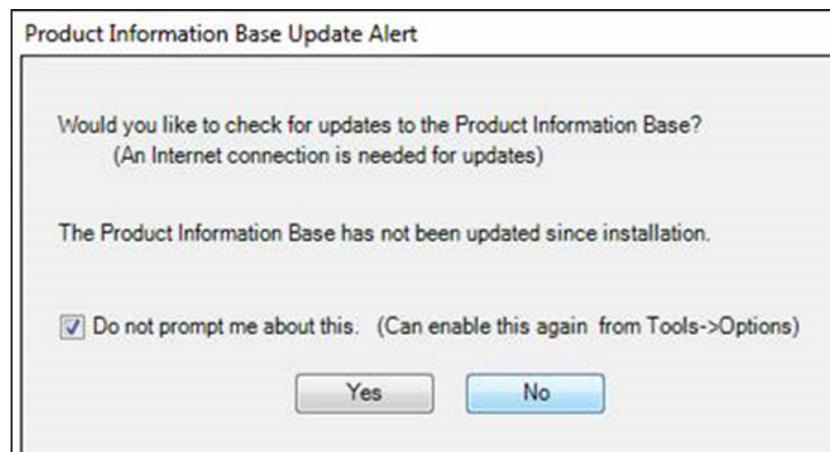 Product Information Base Update Alert
Would you like to check for updates to the Product Information Base?
(An Internet connection is needed for updates)
The Product Information Base has not been updated since installation.
Do not prompt me about this. (Can enable this again from Tools->Options)
Yes No